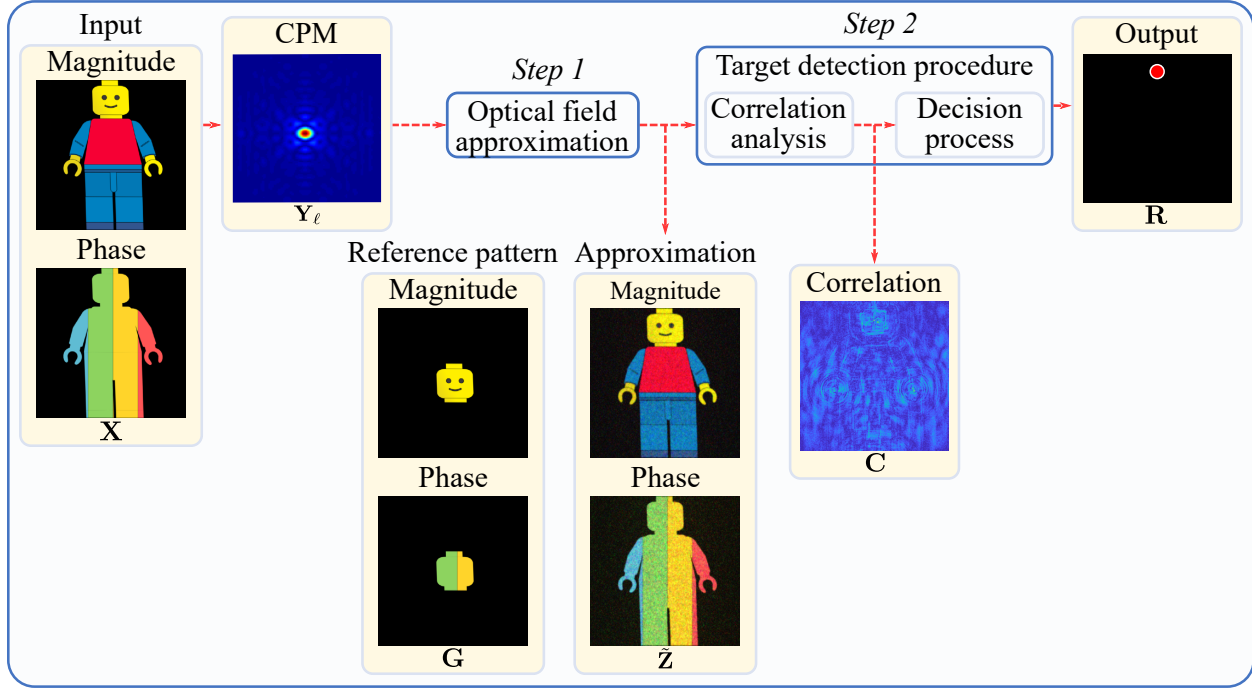 Input
Magnitude
Phase
X
CPM
Y_ℓ
Step 1
Optical field
approximation
Step 2
Target detection procedure
Correlation
analysis
Decision
process
Output
R
Reference pattern
Magnitude
Phase
G
Approximation
Magnitude
Phase
Z̃
Correlation
C